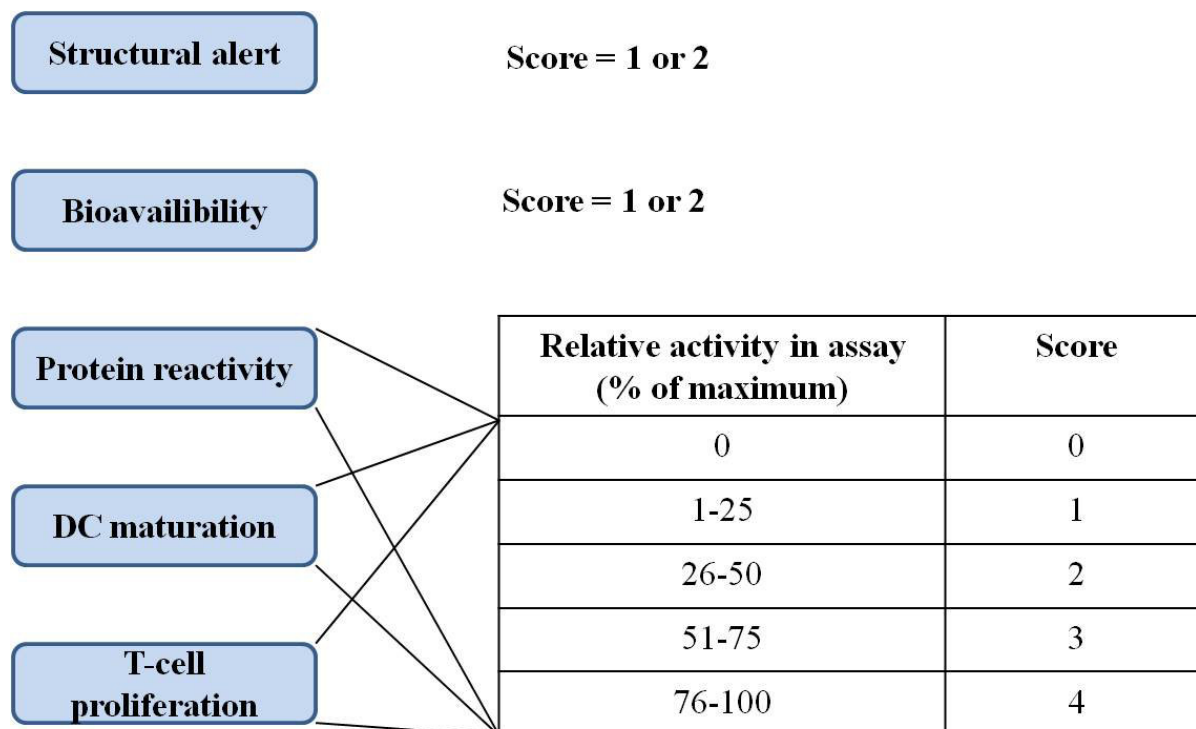 Structural alert
Score = 1 or 2
Bioavailibility
Score = 1 or 2
Protein reactivity
DC maturation
T-cell
proliferation
Relative activity in assay
(% of maximum)
Score
0
0
1-25
1
26-50
2
51-75
3
76-100
4